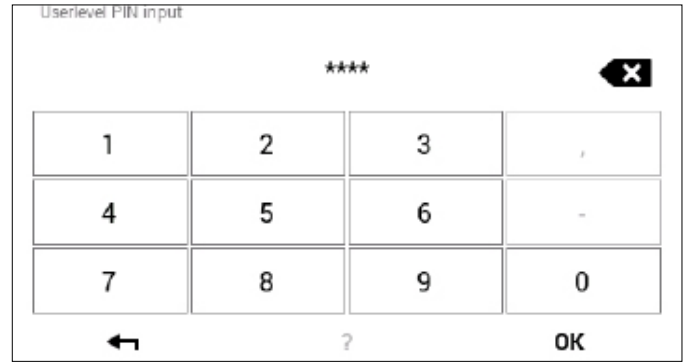 Userlevel PIN input
****
1 2 3 ,
4 5 6 -
7 8 9 0
? OK